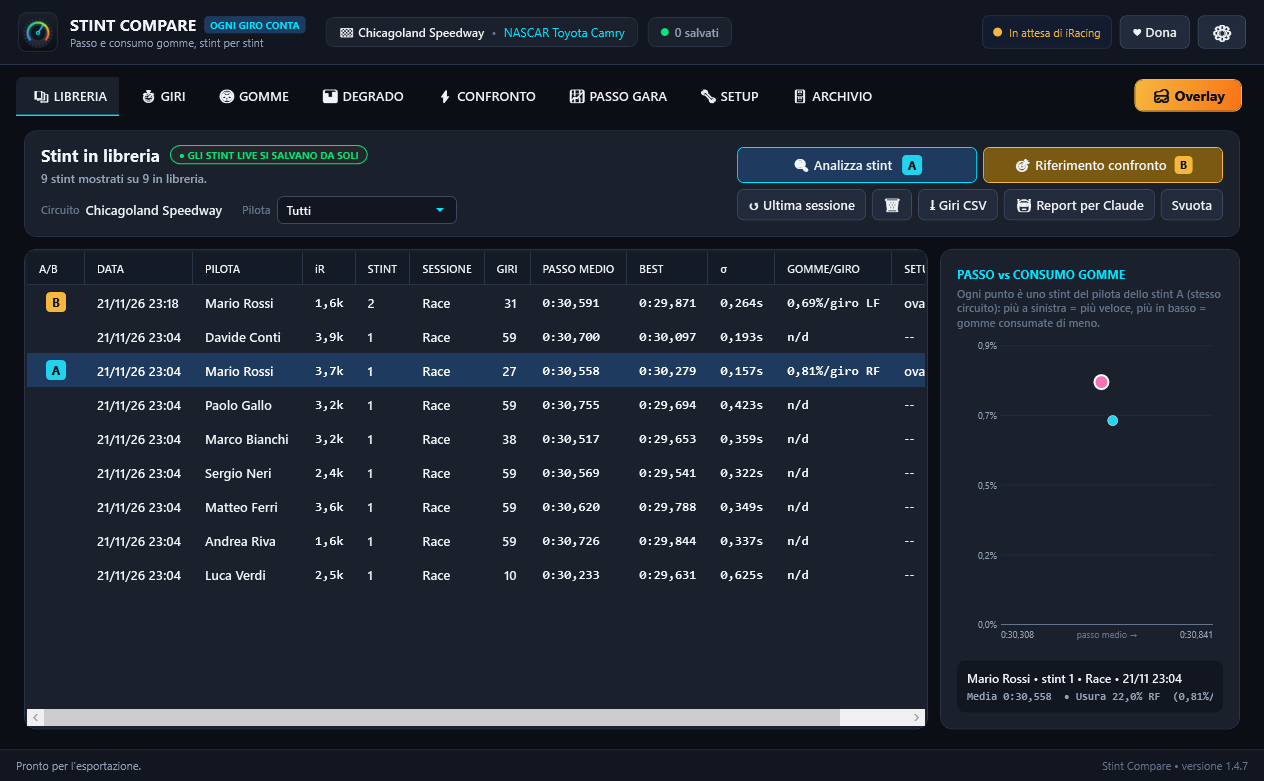 STINT COMPARE OGNI GIRO CONTA
Passo e consumo gomme, stint per stint
Chicagoland Speedway • NASCAR Toyota Camry
0 salvati
In attesa di iRacing
♥ Dona
LIBRERIA GIRI GOMME DEGRADO CONFRONTO PASSO GARA SETUP ARCHIVIO
Overlay
Stint in libreria • GLI STINT LIVE SI SALVANO DA SOLI
9 stint mostrati su 9 in libreria.
Circuito Chicagoland Speedway Pilota Tutti
Analizza stint A
Riferimento confronto B
↺ Ultima sessione
⭳ Giri CSV
Report per Claude
Svuota
A/B DATA PILOTA iR STINT SESSIONE GIRI PASSO MEDIO BEST σ GOMME/GIRO SETU
B 21/11/26 23:18 Mario Rossi 1,6k 2 Race 31 0:30,591 0:29,871 0,264s 0,69%/giro LF ova
21/11/26 23:04 Davide Conti 3,9k 1 Race 59 0:30,700 0:30,097 0,193s n/d --
A 21/11/26 23:04 Mario Rossi 3,7k 1 Race 27 0:30,558 0:30,279 0,157s 0,81%/giro RF ova
21/11/26 23:04 Paolo Gallo 3,2k 1 Race 59 0:30,755 0:29,694 0,423s n/d --
21/11/26 23:04 Marco Bianchi 3,2k 1 Race 38 0:30,517 0:29,653 0,359s n/d --
21/11/26 23:04 Sergio Neri 2,4k 1 Race 59 0:30,569 0:29,541 0,322s n/d --
21/11/26 23:04 Matteo Ferri 3,6k 1 Race 59 0:30,620 0:29,788 0,349s n/d --
21/11/26 23:04 Andrea Riva 1,6k 1 Race 59 0:30,726 0:29,844 0,337s n/d --
21/11/26 23:04 Luca Verdi 2,5k 1 Race 10 0:30,233 0:29,631 0,625s n/d --
PASSO vs CONSUMO GOMME
Ogni punto è uno stint del pilota dello stint A (stesso
circuito): più a sinistra = più veloce, più in basso =
gomme consumate di meno.
0,9%
0,7%
0,5%
0,2%
0,0%
0:30,308 passo medio → 0:30,841
Mario Rossi • stint 1 • Race • 21/11 23:04
Media 0:30,558 • Usura 22,0% RF (0,81%/
Pronto per l'esportazione.
Stint Compare • versione 1.4.7